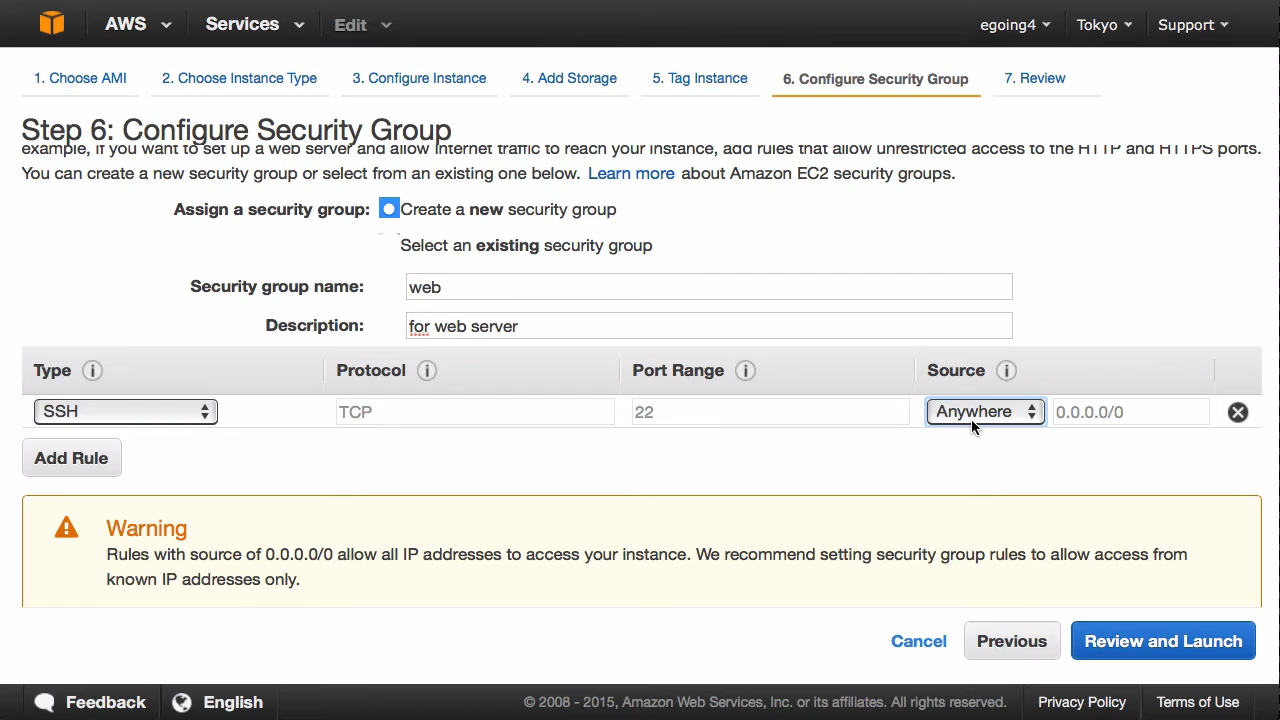 AWS Services Edit egoing4 Tokyo Support
1. Choose AMI 2. Choose Instance Type 3. Configure Instance 4. Add Storage 5. Tag Instance 6. Configure Security Group 7. Review
Step 6: Configure Security Group
example, if you want to set up a web server and allow Internet traffic to reach your instance, add rules that allow unrestricted access to the HTTP and HTTPS ports.
You can create a new security group or select from an existing one below. Learn more about Amazon EC2 security groups.
Assign a security group: Create a new security group
Select an existing security group
Security group name: web
Description: for web server
Type i Protocol i Port Range i Source i
SSH TCP 22 Anywhere 0.0.0.0/0
Add Rule
Warning
Rules with source of 0.0.0.0/0 allow all IP addresses to access your instance. We recommend setting security group rules to allow access from
known IP addresses only.
Cancel Previous Review and Launch
Feedback English © 2008 - 2015, Amazon Web Services, Inc. or its affiliates. All rights reserved. Privacy Policy Terms of Use